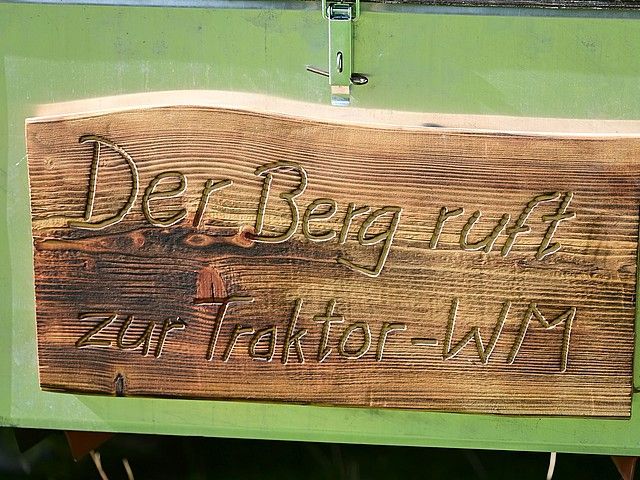 Der Berg ruft
zur Traktor-WM